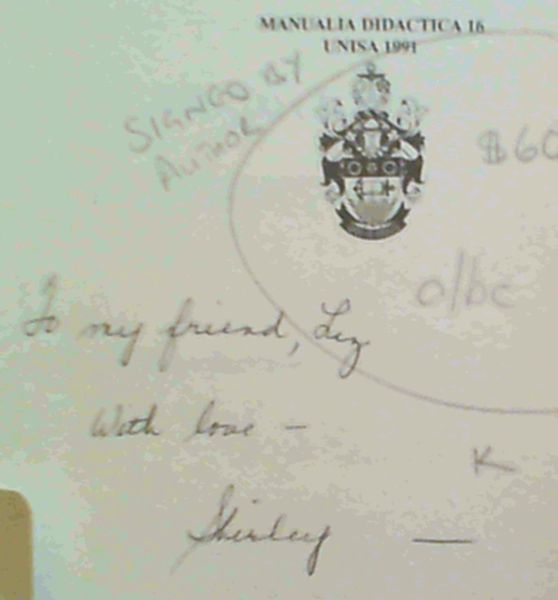 MANUALIA DIDACTICA 16
UNISA 1991
SIGNED BY
AUTHOR
$60
o/bc
To my friend, Liz
With love —
K
Shirley —